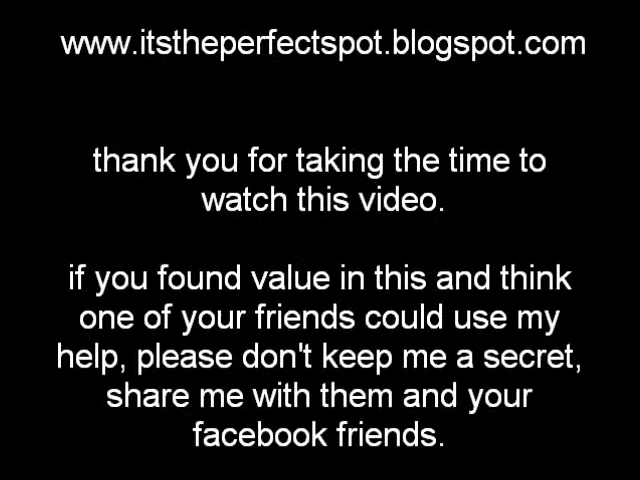 www.itstheperfectspot.blogspot.com
thank you for taking the time to
watch this video.
if you found value in this and think
one of your friends could use my
help, please don't keep me a secret,
share me with them and your
facebook friends.